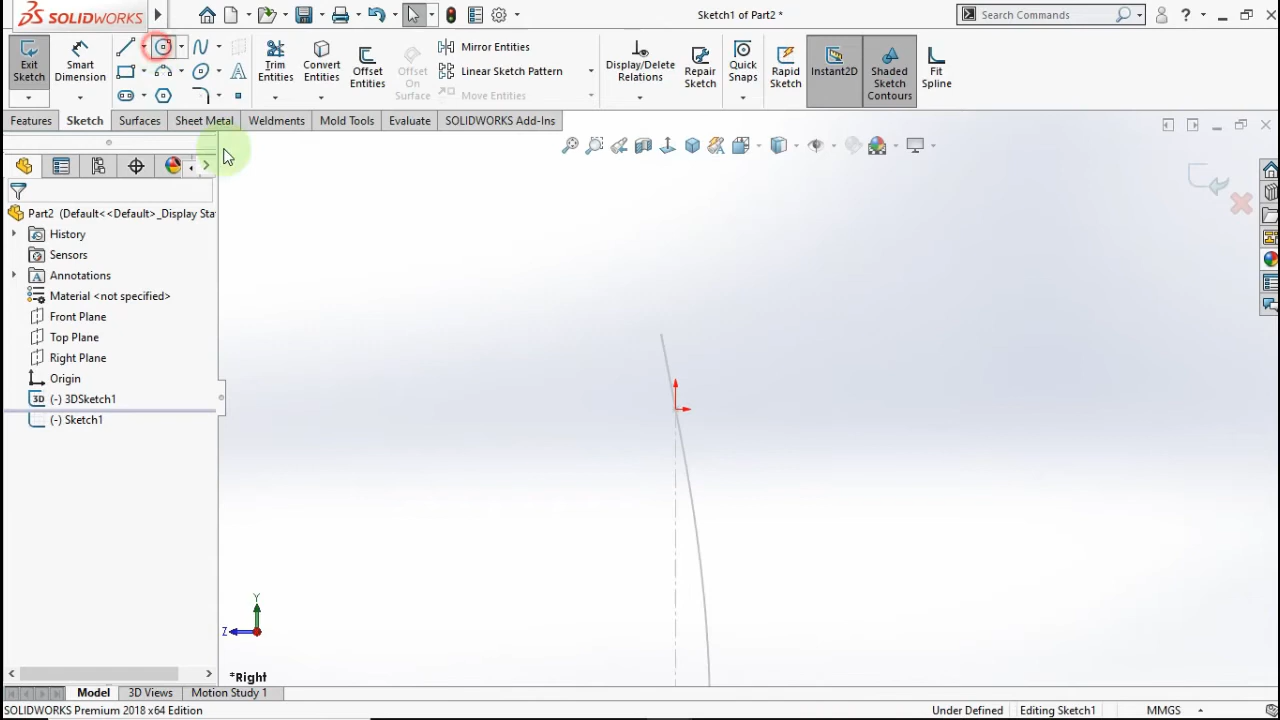 SOLIDWORKS
Sketch1 of Part2 *
Search Commands
?
Exit Sketch
Smart Dimension
Trim Entities
Convert Entities
Offset Entities
Offset On Surface
Mirror Entities
Linear Sketch Pattern
Move Entities
Display/Delete Relations
Repair Sketch
Quick Snaps
Rapid Sketch
Instant2D
Shaded Sketch Contours
Fit Spline
Features
Sketch
Surfaces
Sheet Metal
Weldments
Mold Tools
Evaluate
SOLIDWORKS Add-Ins
Part2 (Default<<Default>_Display Sta
History
Sensors
Annotations
Material <not specified>
Front Plane
Top Plane
Right Plane
Origin
3D (-) 3DSketch1
(-) Sketch1
Y
Z
*Right
Model
3D Views
Motion Study 1
SOLIDWORKS Premium 2018 x64 Edition
Under Defined
Editing Sketch1
MMGS